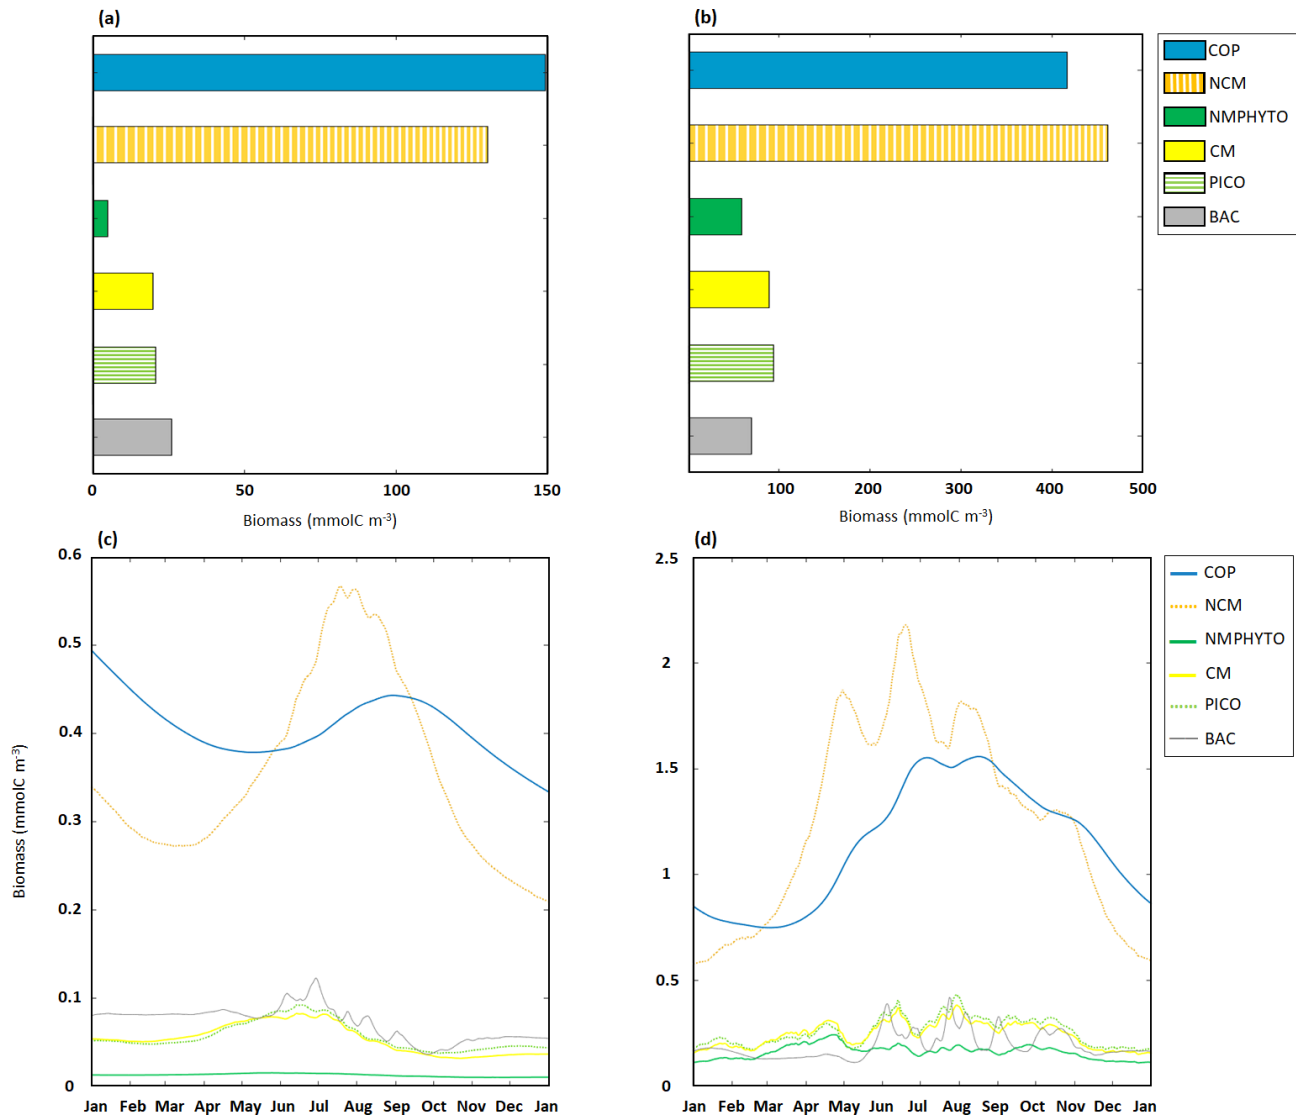 (a)
(b)
COP
NCM
NMPHYTO
CM
PICO
BAC
0 50 100 150
Biomass (mmolC m⁻³)
100 200 300 400 500
Biomass (mmolC m⁻³)
(c)
(d)
0.6
0.5
0.4
0.3
0.2
0.1
0
Biomass (mmolC m⁻³)
2.5
2
1.5
1
0.5
0
COP
NCM
NMPHYTO
CM
PICO
BAC
Jan Feb Mar Apr May Jun Jul Aug Sep Oct Nov Dec Jan
Jan Feb Mar Apr May Jun Jul Aug Sep Oct Nov Dec Jan